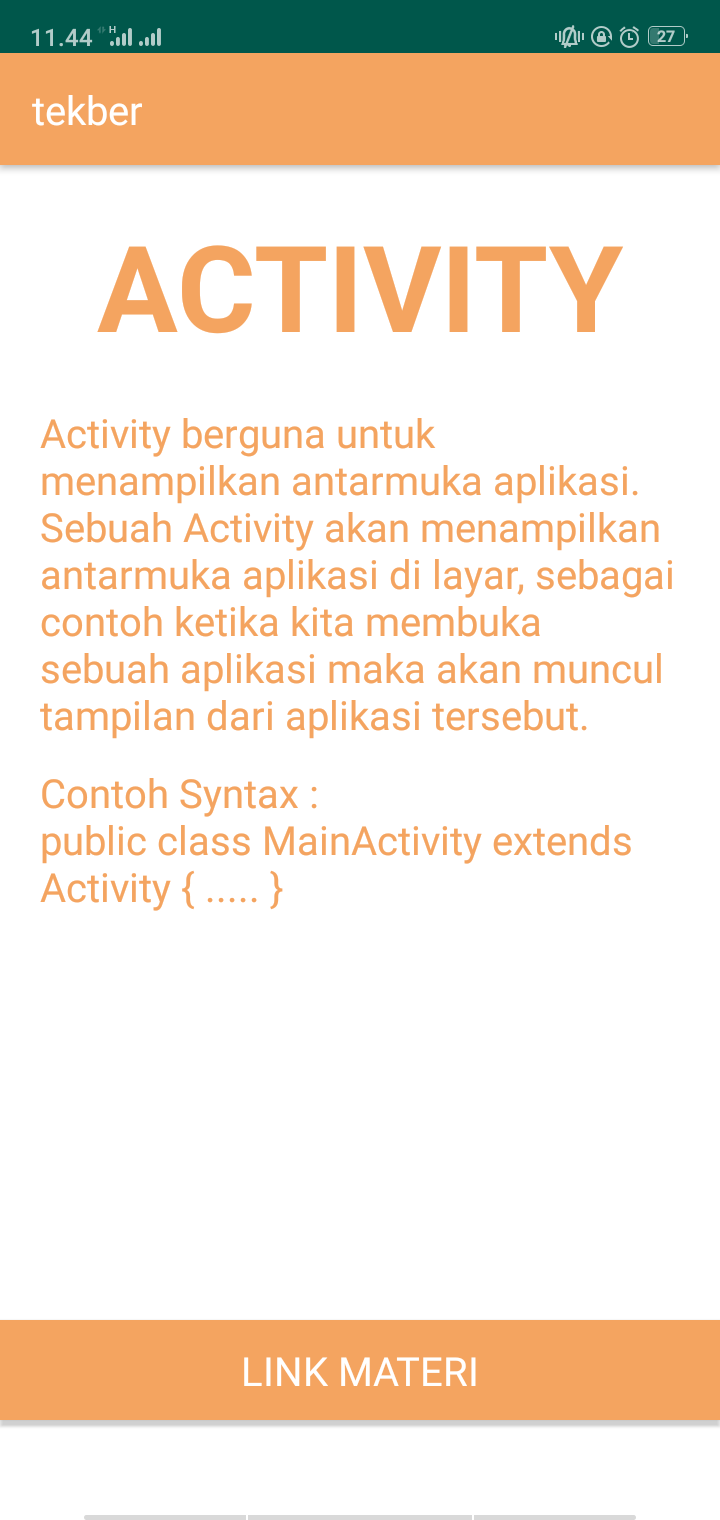 11.44 H 27
tekber
ACTIVITY
Activity berguna untuk
menampilkan antarmuka aplikasi.
Sebuah Activity akan menampilkan
antarmuka aplikasi di layar, sebagai
contoh ketika kita membuka
sebuah aplikasi maka akan muncul
tampilan dari aplikasi tersebut.
Contoh Syntax :
public class MainActivity extends
Activity { ..... }
LINK MATERI